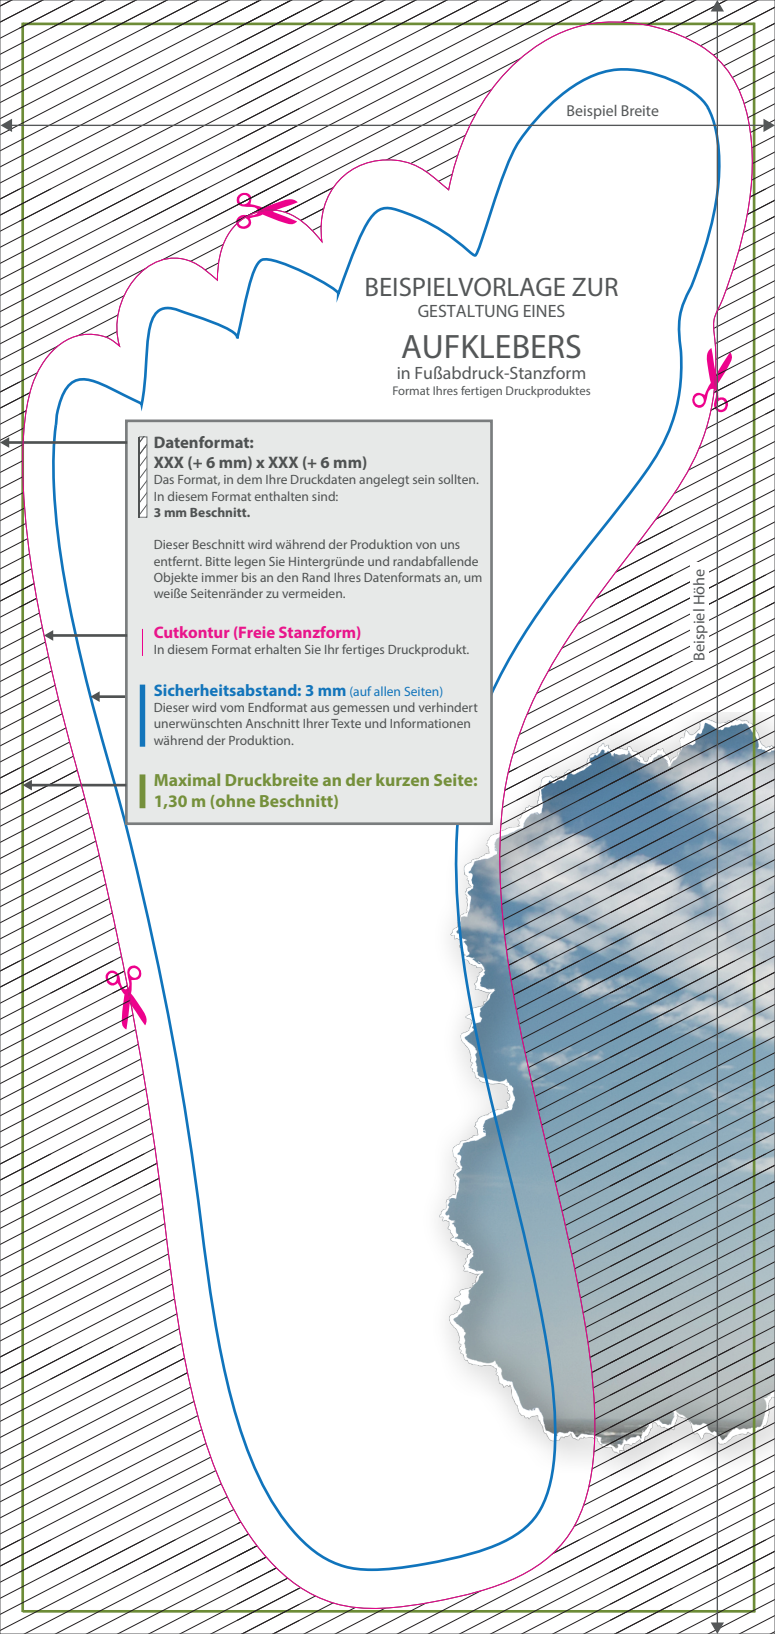 Beispiel Breite
BEISPIELVORLAGE ZUR
GESTALTUNG EINES
AUFKLEBERS
in Fußabdruck-Stanzform
Format Ihres fertigen Druckproduktes
Datenformat:
XXX (+ 6 mm) x XXX (+ 6 mm)
Das Format, in dem Ihre Druckdaten angelegt sein sollten.
In diesem Format enthalten sind:
3 mm Beschnitt.
Dieser Beschnitt wird während der Produktion von uns
entfernt. Bitte legen Sie Hintergründe und randabfallende
Objekte immer bis an den Rand Ihres Datenformats an, um
weiße Seitenränder zu vermeiden.
Cutkontur (Freie Stanzform)
In diesem Format erhalten Sie Ihr fertiges Druckprodukt.
Sicherheitsabstand: 3 mm (auf allen Seiten)
Dieser wird vom Endformat aus gemessen und verhindert
unerwünschten Anschnitt Ihrer Texte und Informationen
während der Produktion.
Maximal Druckbreite an der kurzen Seite:
1,30 m (ohne Beschnitt)
Beispiel Höhe